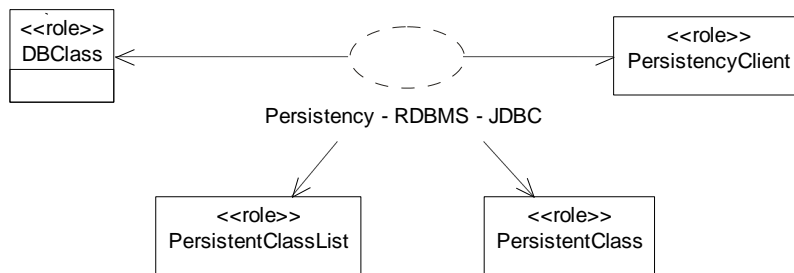 <<role>>
DBClass
<<role>>
PersistencyClient
Persistency - RDBMS - JDBC
<<role>>
PersistentClassList
<<role>>
PersistentClass